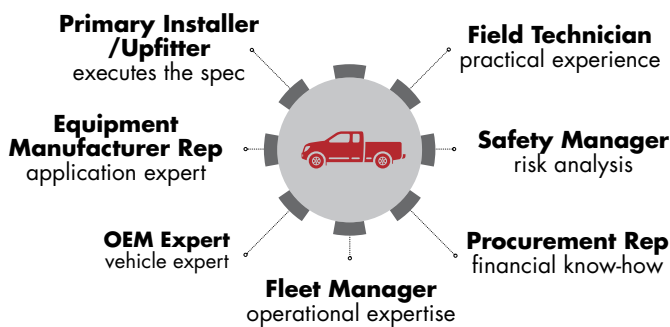 Primary Installer
/Upfitter
executes the spec
Field Technician
practical experience
Equipment
Manufacturer Rep
application expert
Safety Manager
risk analysis
OEM Expert
vehicle expert
Procurement Rep
financial know-how
Fleet Manager
operational expertise